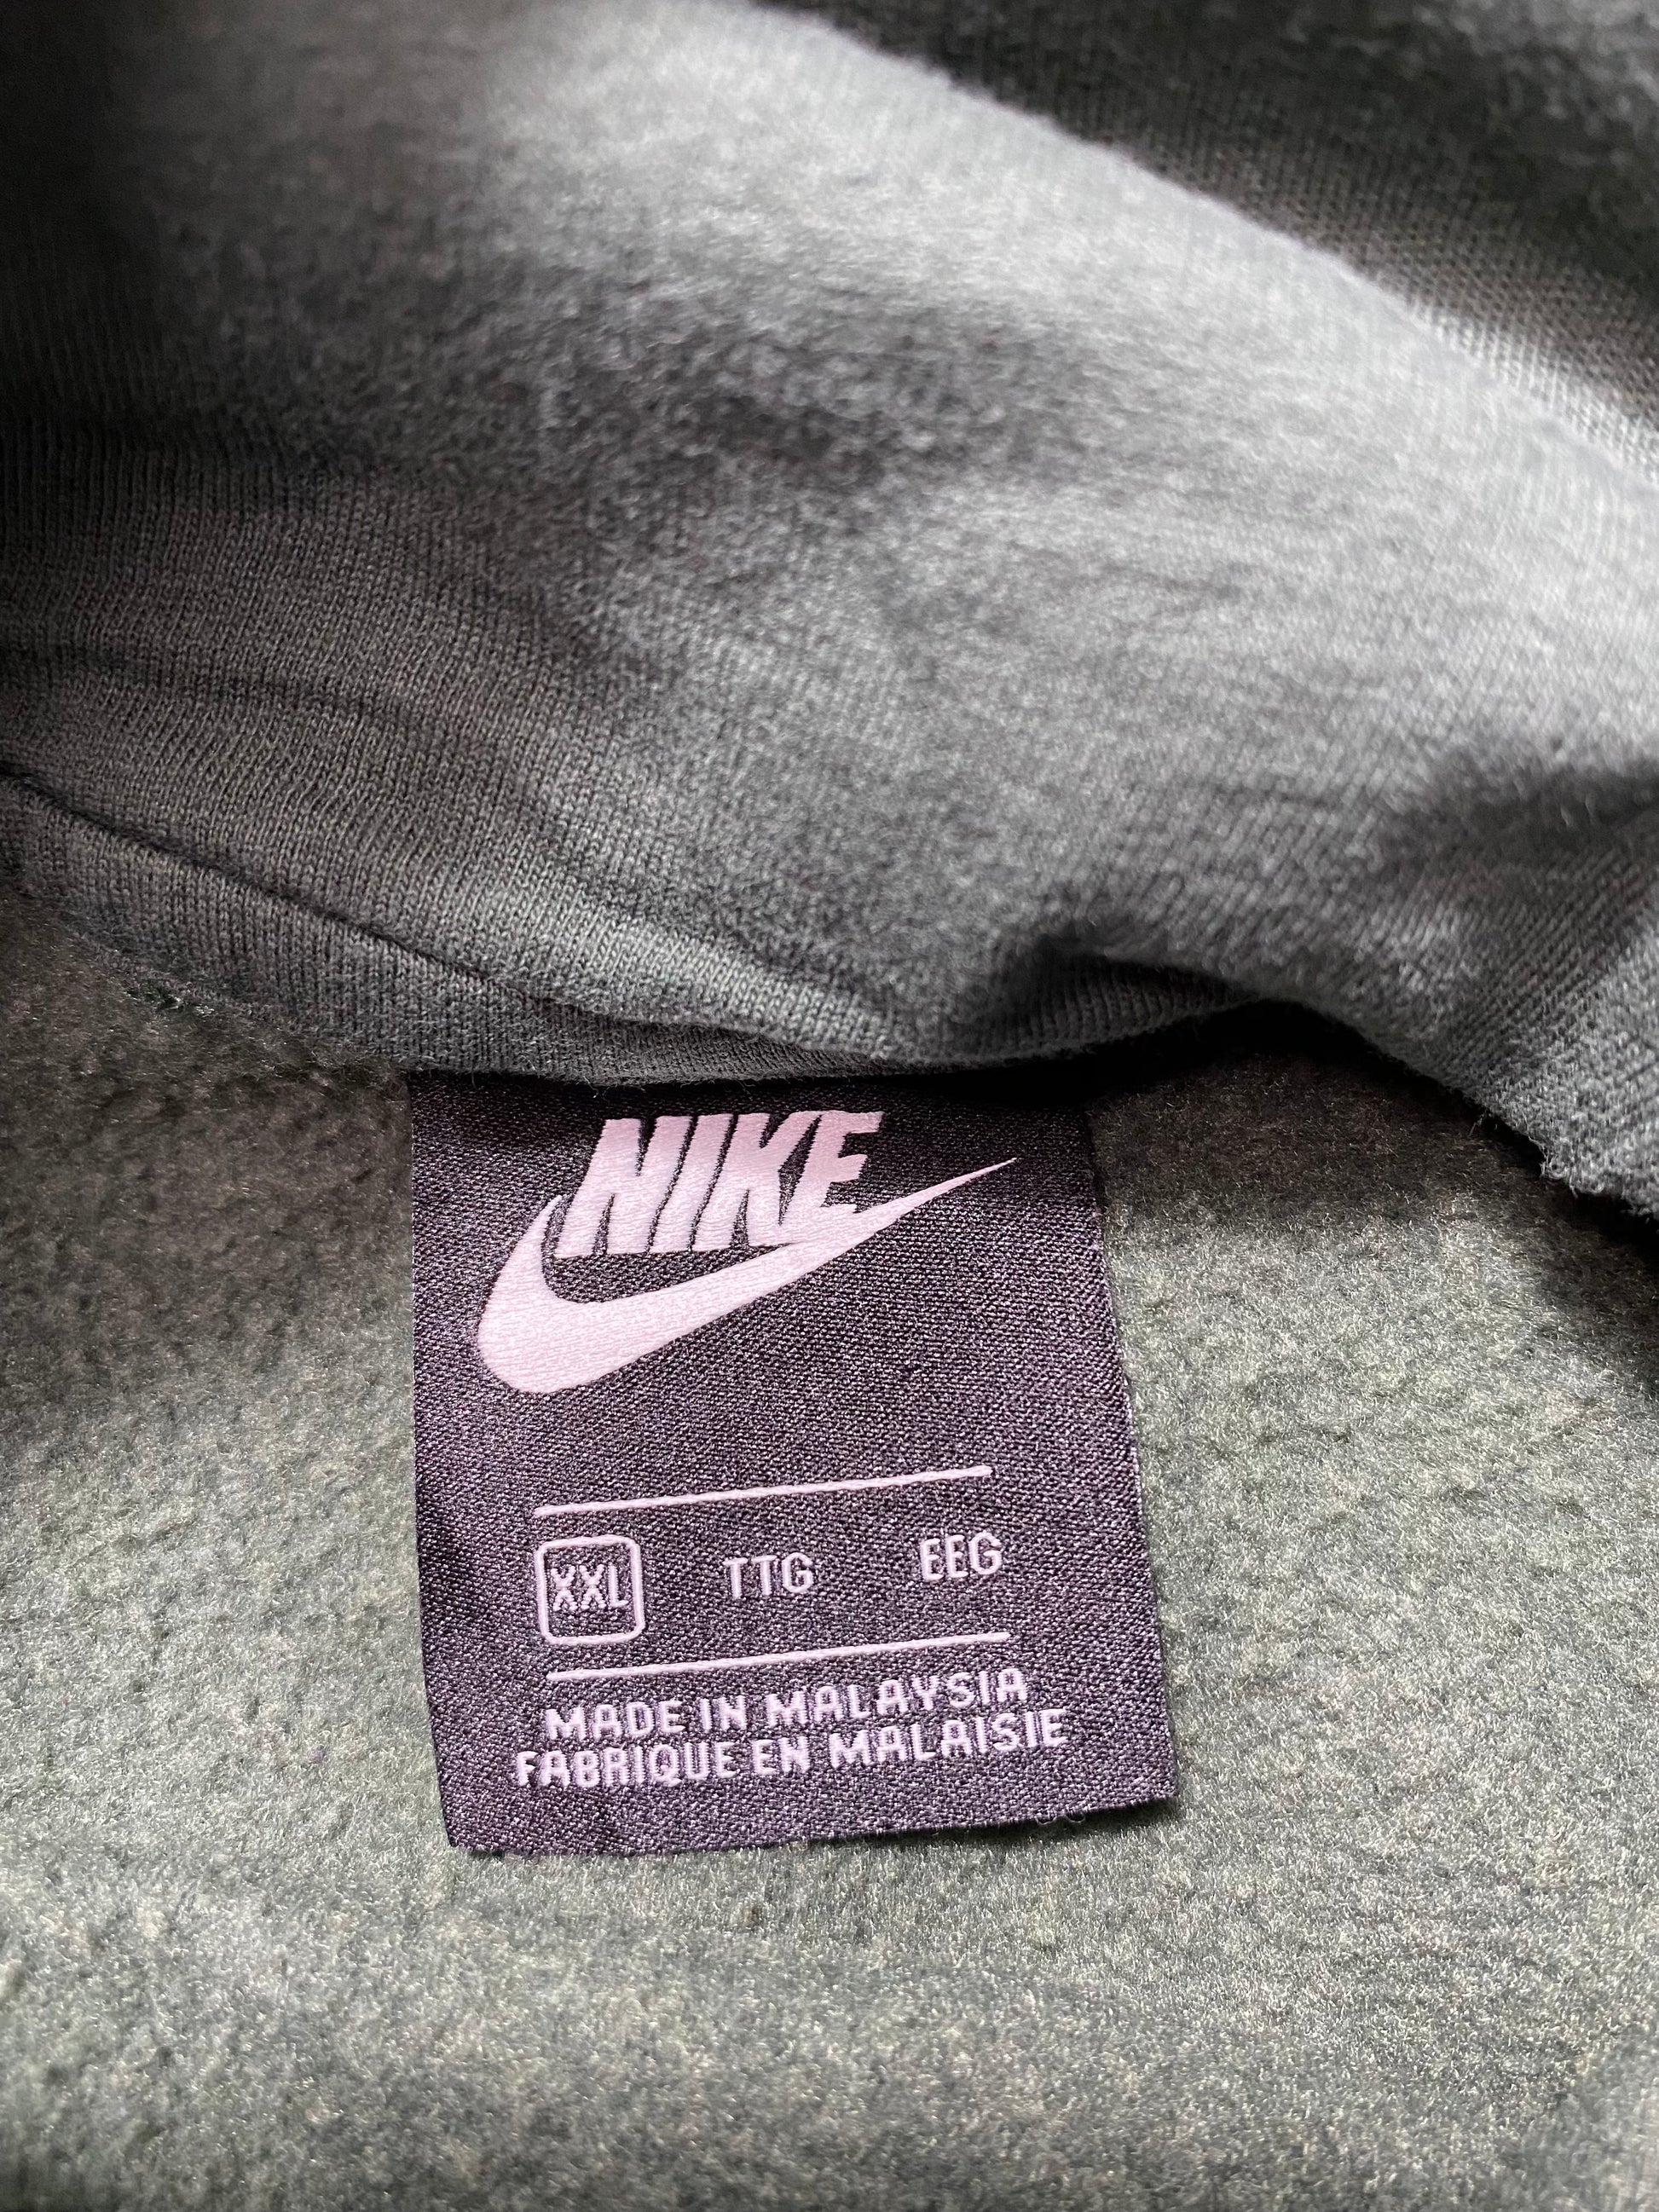 NIKE
XXL TTG EEG
MADE IN MALAYSIA
FABRIQUE EN MALAISIE